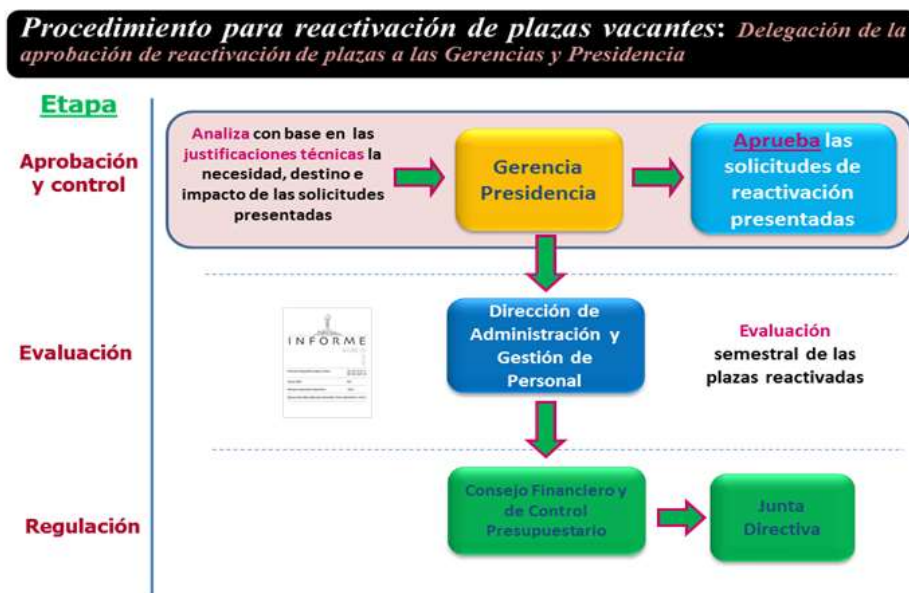 Procedimiento para reactivación de plazas vacantes: Delegación de la
aprobación de reactivación de plazas a las Gerencias y Presidencia
Etapa
Aprobación
y control
Analiza con base en las
justificaciones técnicas la
necesidad, destino e
impacto de las solicitudes
presentadas
Gerencia
Presidencia
Aprueba las
solicitudes de
reactivación
presentadas
Evaluación
INFORME
Dirección de
Administración y
Gestión de
Personal
Evaluación
semestral de las
plazas reactivadas
Regulación
Consejo Financiero y
de Control
Presupuestario
Junta
Directiva